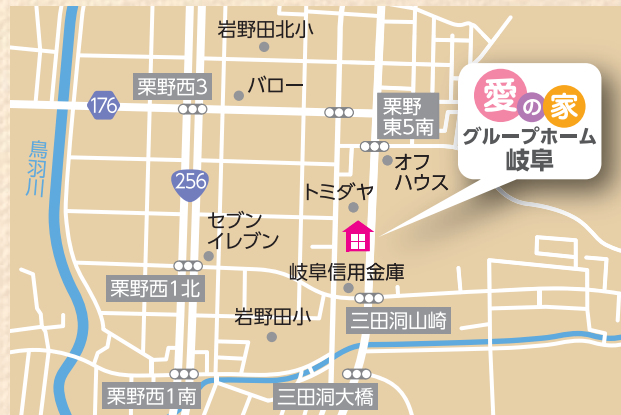 岩野田北小
栗野西3
バロー
176
栗野
東5南
愛の家
グループホーム
岐阜
鳥羽川
256
オフ
ハウス
トミダヤ
セブン
イレブン
岐阜信用金庫
栗野西1北
岩野田小
三田洞山崎
栗野西1南
三田洞大橋